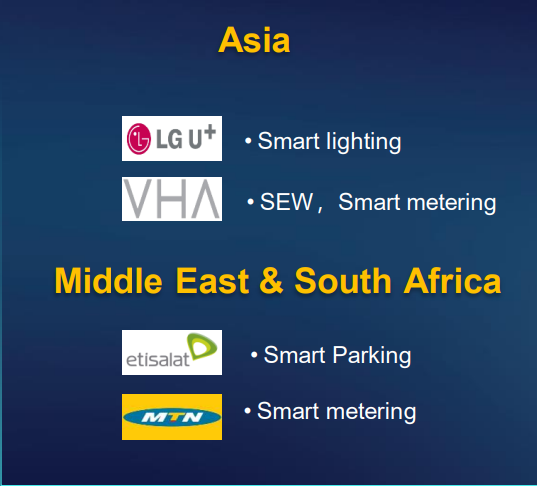 Asia
LG U+
• Smart lighting
VHA
• SEW，Smart metering
Middle East & South Africa
etisalat
• Smart Parking
MTN
• Smart metering